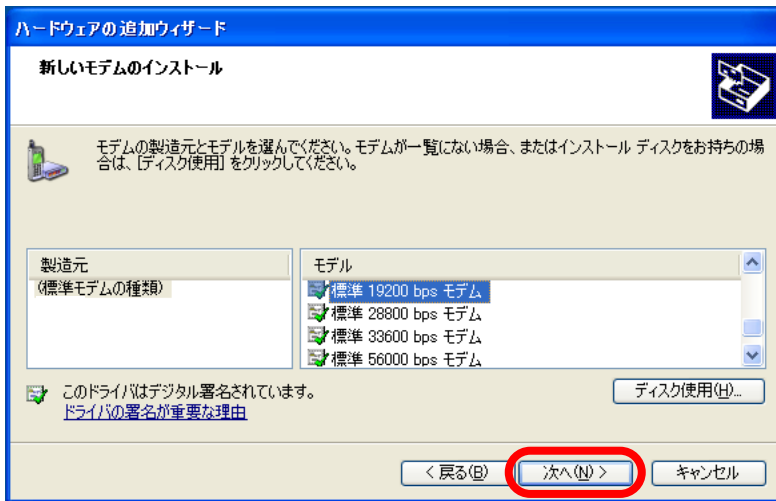 ハードウェアの追加ウィザード
新しいモデムのインストール
モデムの製造元とモデルを選んでください。モデムが一覧にない場合、またはインストール ディスクをお持ちの場
合は、[ディスク使用] をクリックしてください。
製造元
(標準モデムの種類)
モデル
標準 19200 bps モデム
標準 28800 bps モデム
標準 33600 bps モデム
標準 56000 bps モデム
このドライバはデジタル署名されています。
ドライバの署名が重要な理由
ディスク使用(H)...
< 戻る(B)
次へ(N) >
キャンセル